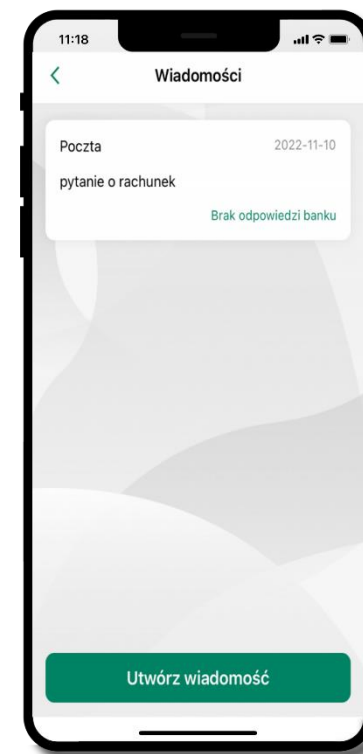 11:18
Wiadomości
Poczta 2022-11-10
pytanie o rachunek
Brak odpowiedzi banku
Utwórz wiadomość